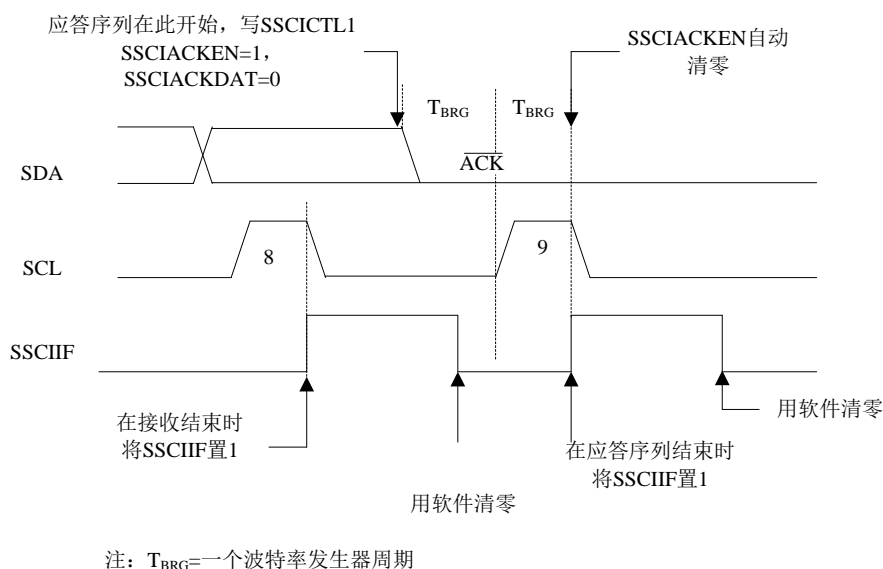 应答序列在此开始，写SSCICTL1
SSCIACKEN=1，
SSCIACKDAT=0
SSCIACKEN自动
清零
TBRG
TBRG
SDA
ACK
SCL
8
9
SSCIIF
在接收结束时
将SSCIIF置1
用软件清零
在应答序列结束时
将SSCIIF置1
用软件清零
注：TBRG=一个波特率发生器周期